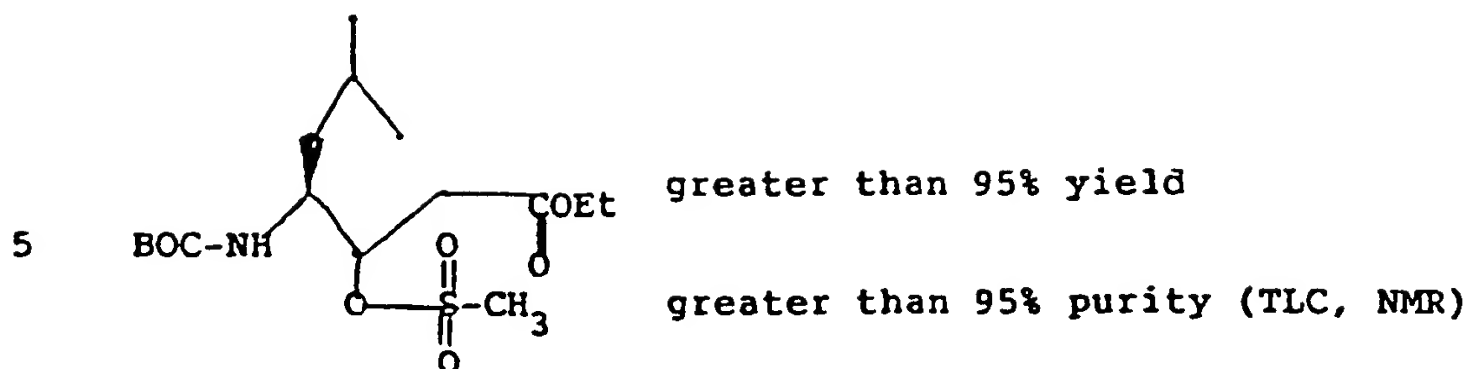 greater than 95% yield
COEt
5
BOC-NH
O
O
O
S
CH3
greater than 95% purity (TLC, NMR)
O